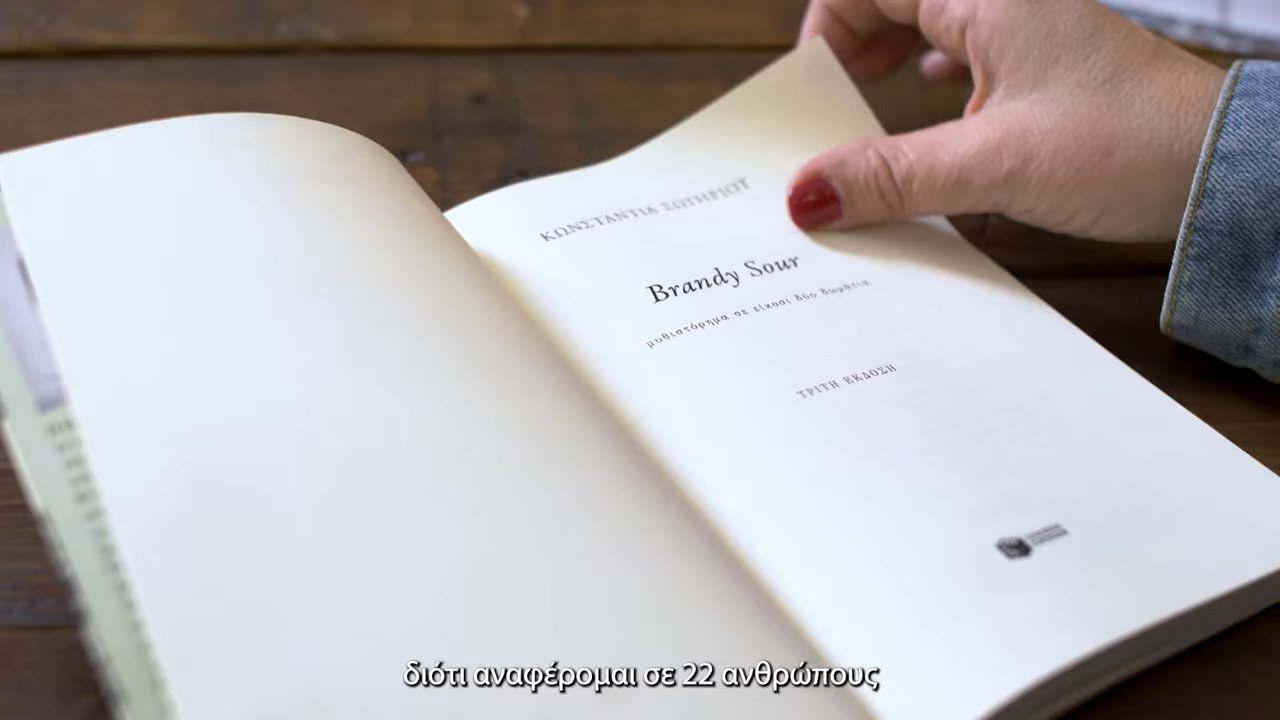 ΚΩΝΣΤΑΝΤΙΑ ΣΩΤΗΡΙΟΥ
Brandy Sour
μυθιστόρημα σε είκοσι δύο δωμάτια
ΤΡΙΤΗ ΕΚΔΟΣΗ
διότι αναφέρομαι σε 22 ανθρώπους